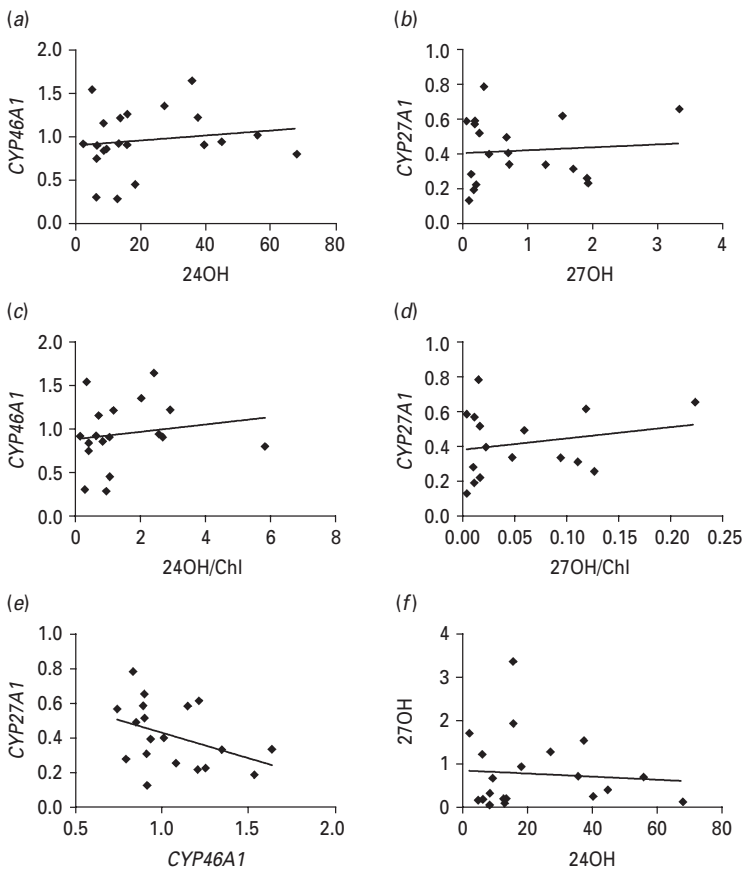 (a)
2.0
1.5
1.0
0.5
0.0
CYP46A1
0 20 40 60 80
24OH
(b)
1.0
0.8
0.6
0.4
0.2
0.0
CYP27A1
0 1 2 3 4
27OH
(c)
2.0
1.5
1.0
0.5
0.0
CYP46A1
0 2 4 6 8
24OH/Chl
(d)
1.0
0.8
0.6
0.4
0.2
0.0
CYP27A1
0.00 0.05 0.10 0.15 0.20 0.25
27OH/Chl
(e)
1.0
0.8
0.6
0.4
0.2
0.0
CYP27A1
0.5 1.0 1.5 2.0
CYP46A1
(f)
4
3
2
1
0
27OH
0 20 40 60 80
24OH